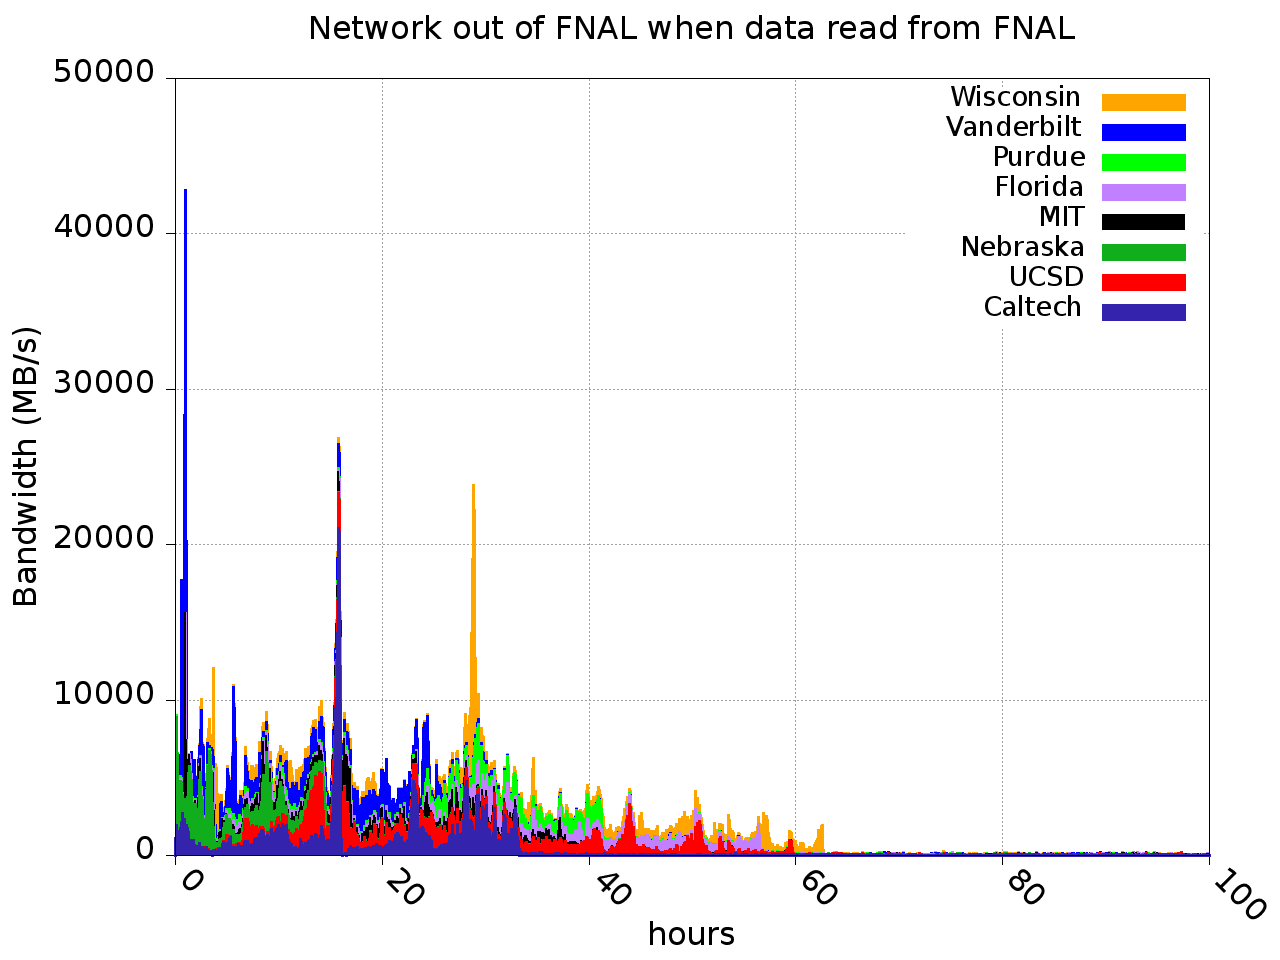 Network out of FNAL when data read from FNAL
50000
40000
30000
20000
10000
0
Bandwidth (MB/s)
Wisconsin
Vanderbilt
Purdue
Florida
MIT
Nebraska
UCSD
Caltech
0
20
40
60
80
100
hours